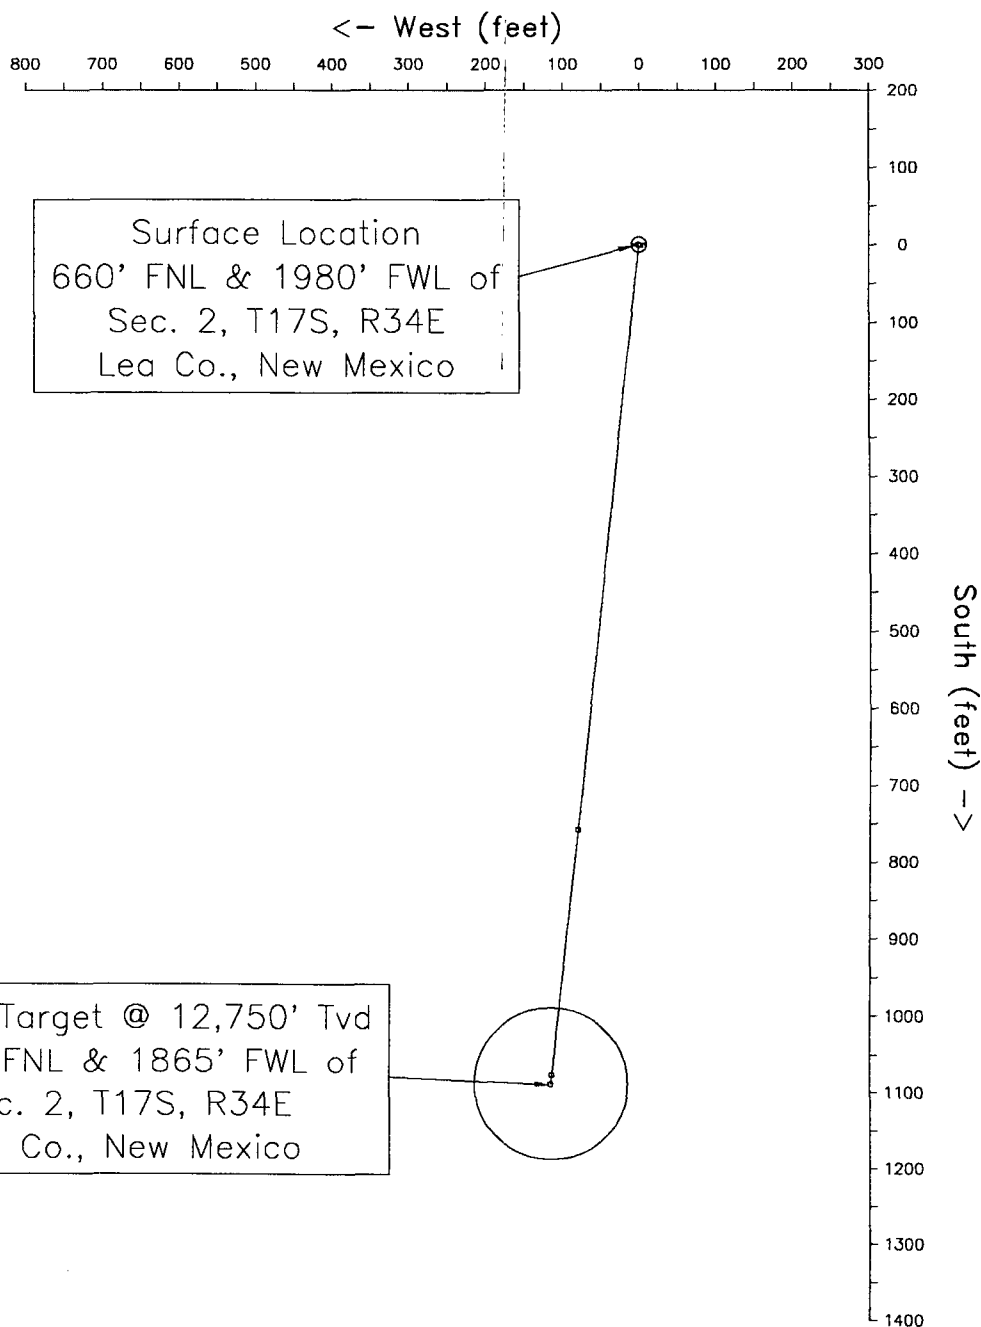 <- West (feet)
800 700 600 500 400 300 200 100 0 100 200 300
200
100
0
100
200
300
400
500
600
700
800
900
1000
1100
1200
1300
1400
South (feet) ->
Surface Location
660' FNL & 1980' FWL of
Sec. 2, T17S, R34E
Lea Co., New Mexico
Target @ 12,750' Tvd
FNL & 1865' FWL of
c. 2, T17S, R34E
Co., New Mexico